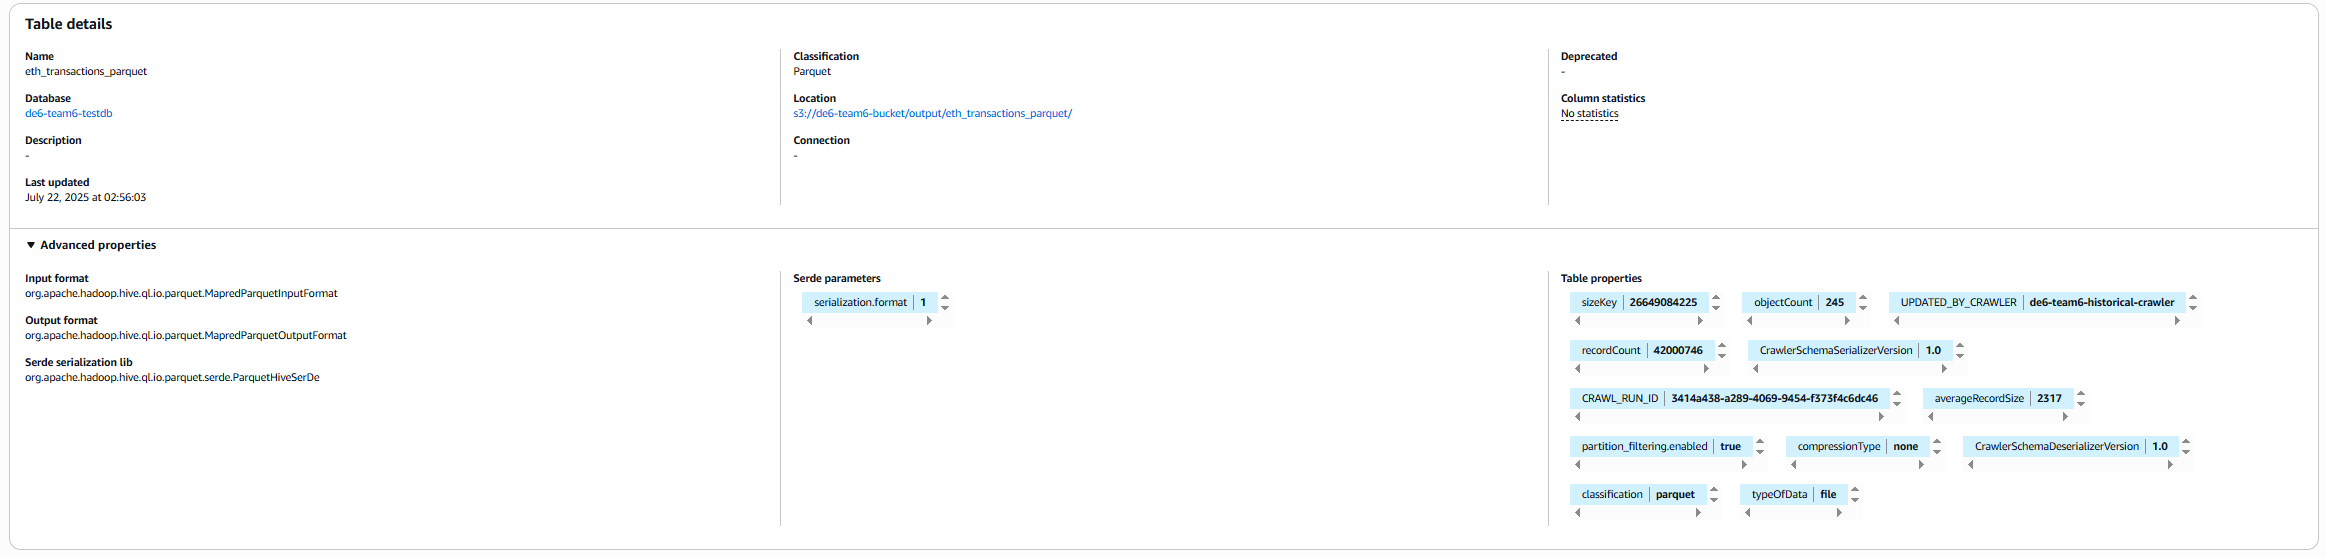 Table details
Name
eth_transactions_parquet
Database
de6-team6-testdb
Description
-
Last updated
July 22, 2025 at 02:56:03
Classification
Parquet
Location
s3://de6-team6-bucket/output/eth_transactions_parquet/
Connection
-
Deprecated
-
Column statistics
No statistics
Advanced properties
Input format
org.apache.hadoop.hive.ql.io.parquet.MapredParquetInputFormat
Output format
org.apache.hadoop.hive.ql.io.parquet.MapredParquetOutputFormat
Serde serialization lib
org.apache.hadoop.hive.ql.io.parquet.serde.ParquetHiveSerDe
Serde parameters
serialization.format 1
Table properties
sizeKey 26649084225 objectCount 245 UPDATED_BY_CRAWLER de6-team6-historical-crawler
recordCount 42000746 CrawlerSchemaSerializerVersion 1.0
CRAWL_RUN_ID 3414a438-a289-4069-9454-f373f4c6dc46 averageRecordSize 2317
partition_filtering.enabled true compressionType none CrawlerSchemaDeserializerVersion 1.0
classification parquet typeOfData file